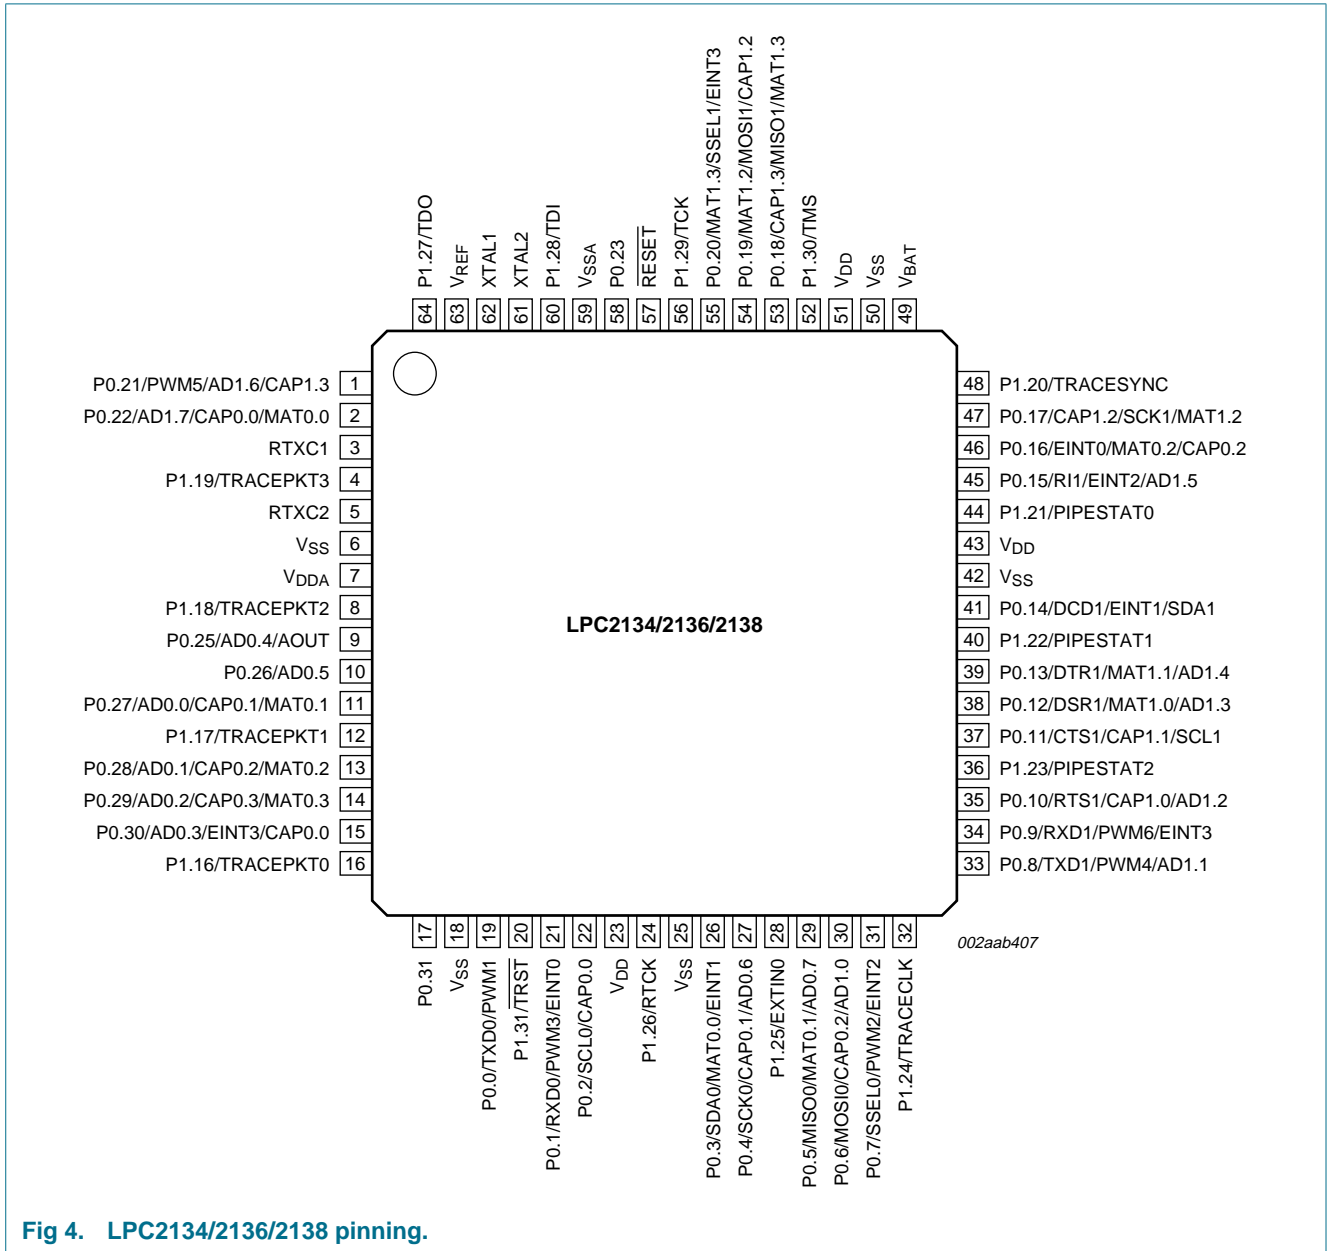 64 P1.27/TDO
63 VREF
62 XTAL1
61 XTAL2
60 P1.28/TDI
59 VSSA
58 P0.23
57 RESET
56 P1.29/TCK
55 P0.20/MAT1.3/SSEL1/EINT3
54 P0.19/MAT1.2/MOSI1/CAP1.2
53 P0.18/CAP1.3/MISO1/MAT1.3
52 P1.30/TMS
51 VDD
50 VSS
49 VBAT
P0.21/PWM5/AD1.6/CAP1.3 1
P0.22/AD1.7/CAP0.0/MAT0.0 2
RTXC1 3
P1.19/TRACEPKT3 4
RTXC2 5
VSS 6
VDDA 7
P1.18/TRACEPKT2 8
P0.25/AD0.4/AOUT 9
P0.26/AD0.5 10
P0.27/AD0.0/CAP0.1/MAT0.1 11
P1.17/TRACEPKT1 12
P0.28/AD0.1/CAP0.2/MAT0.2 13
P0.29/AD0.2/CAP0.3/MAT0.3 14
P0.30/AD0.3/EINT3/CAP0.0 15
P1.16/TRACEPKT0 16
LPC2134/2136/2138
48 P1.20/TRACESYNC
47 P0.17/CAP1.2/SCK1/MAT1.2
46 P0.16/EINT0/MAT0.2/CAP0.2
45 P0.15/RI1/EINT2/AD1.5
44 P1.21/PIPESTAT0
43 VDD
42 VSS
41 P0.14/DCD1/EINT1/SDA1
40 P1.22/PIPESTAT1
39 P0.13/DTR1/MAT1.1/AD1.4
38 P0.12/DSR1/MAT1.0/AD1.3
37 P0.11/CTS1/CAP1.1/SCL1
36 P1.23/PIPESTAT2
35 P0.10/RTS1/CAP1.0/AD1.2
34 P0.9/RXD1/PWM6/EINT3
33 P0.8/TXD1/PWM4/AD1.1
P0.31 17
VSS 18
P0.0/TXD0/PWM1 19
P1.31/TRST 20
P0.1/RXD0/PWM3/EINT0 21
P0.2/SCL0/CAP0.0 22
VDD 23
P1.26/RTCK 24
VSS 25
P0.3/SDA0/MAT0.0/EINT1 26
P0.4/SCK0/CAP0.1/AD0.6 27
P1.25/EXTIN0 28
P0.5/MISO0/MAT0.1/AD0.7 29
P0.6/MOSI0/CAP0.2/AD1.0 30
P0.7/SSEL0/PWM2/EINT2 31
P1.24/TRACECLK 32
002aab407
Fig 4. LPC2134/2136/2138 pinning.